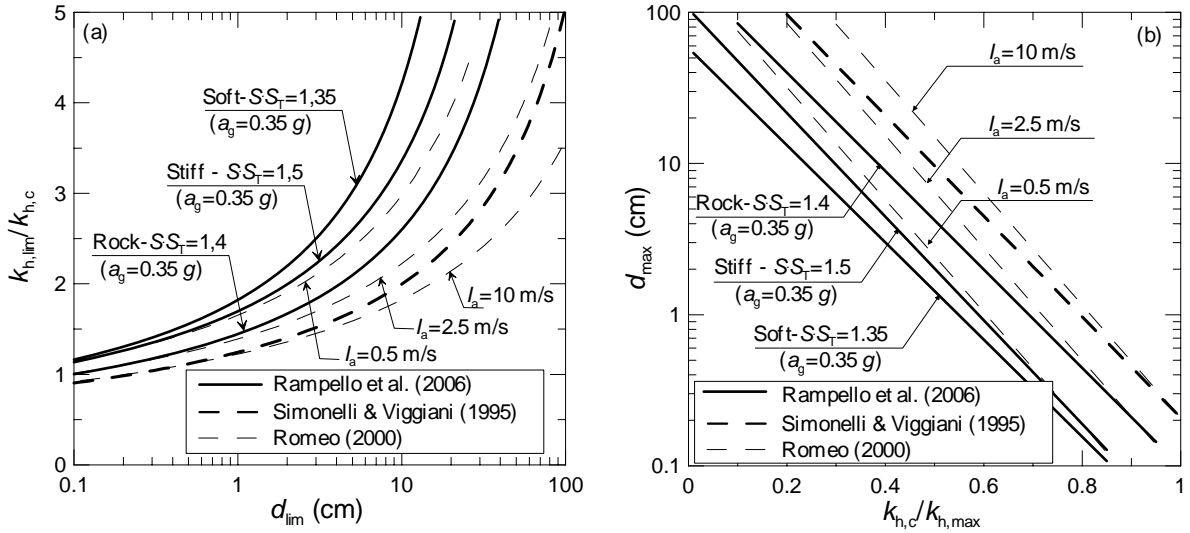 (a)
5
4
3
2
1
0
k_h,lim/k_h,c
Soft-S·S_T=1,35
(a_g=0.35 g)
Stiff - S·S_T=1,5
(a_g=0.35 g)
Rock-S·S_T=1,4
(a_g=0.35 g)
I_a=10 m/s
I_a=2.5 m/s
I_a=0.5 m/s
Rampello et al. (2006)
Simonelli & Viggiani (1995)
Romeo (2000)
0.1
1
10
100
d_lim (cm)
(b)
100
10
1
0.1
d_max (cm)
I_a=10 m/s
I_a=2.5 m/s
I_a=0.5 m/s
Rock-S·S_T=1.4
(a_g=0.35 g)
Stiff - S·S_T=1.5
(a_g=0.35 g)
Soft-S·S_T=1.35
(a_g=0.35 g)
Rampello et al. (2006)
Simonelli & Viggiani (1995)
Romeo (2000)
0
0.2
0.4
0.6
0.8
1
k_h,c/k_h,max